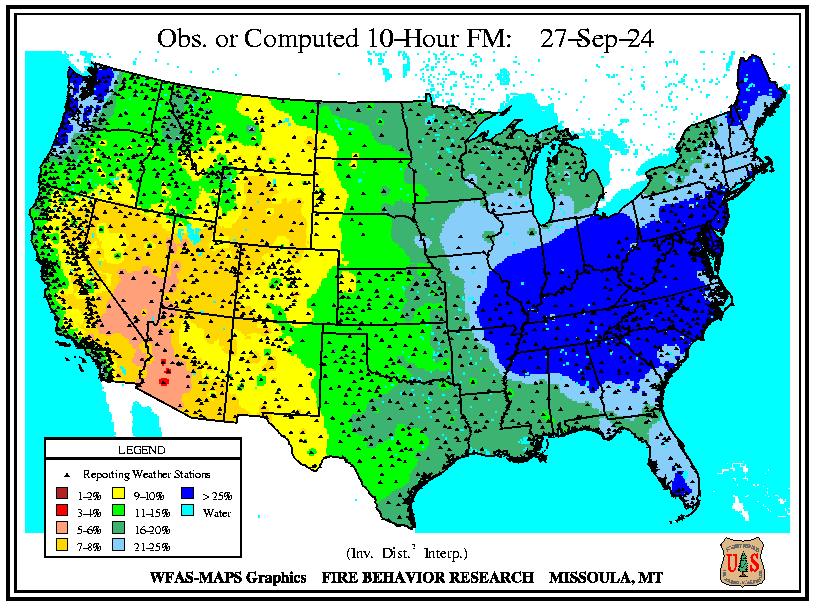 Obs. or Computed 10-Hour FM: 27-Sep-24
LEGEND
Reporting Weather Stations
1-2% 9-10% > 25%
3-4% 11-15% Water
5-6% 16-20%
7-8% 21-25%
(Inv. Dist.² Interp.)
WFAS-MAPS Graphics FIRE BEHAVIOR RESEARCH MISSOULA, MT
U S